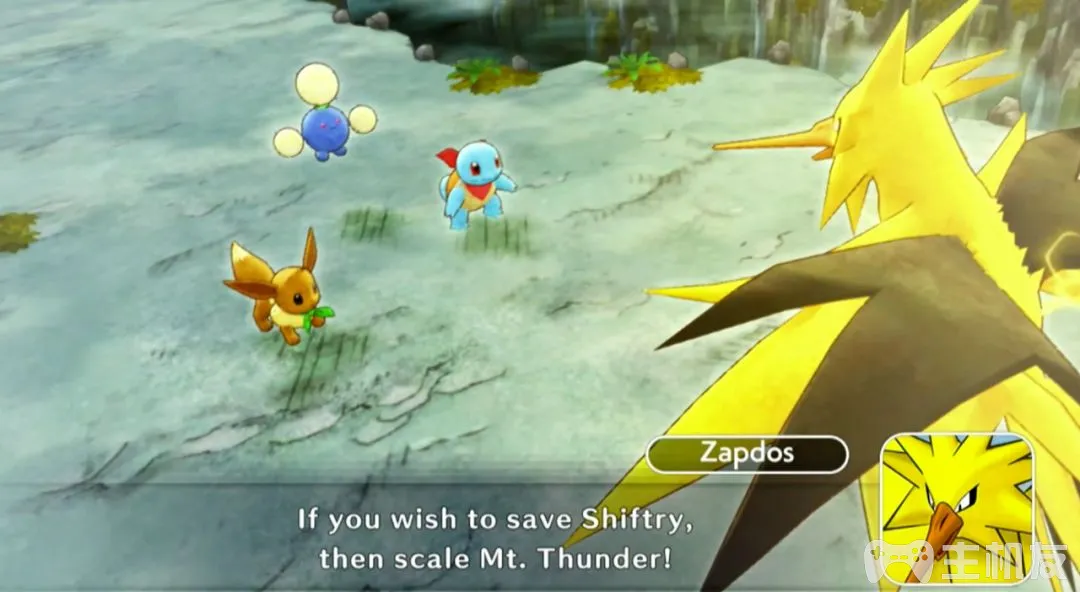 Zapdos
If you wish to save Shiftry,
then scale Mt. Thunder!
主机友